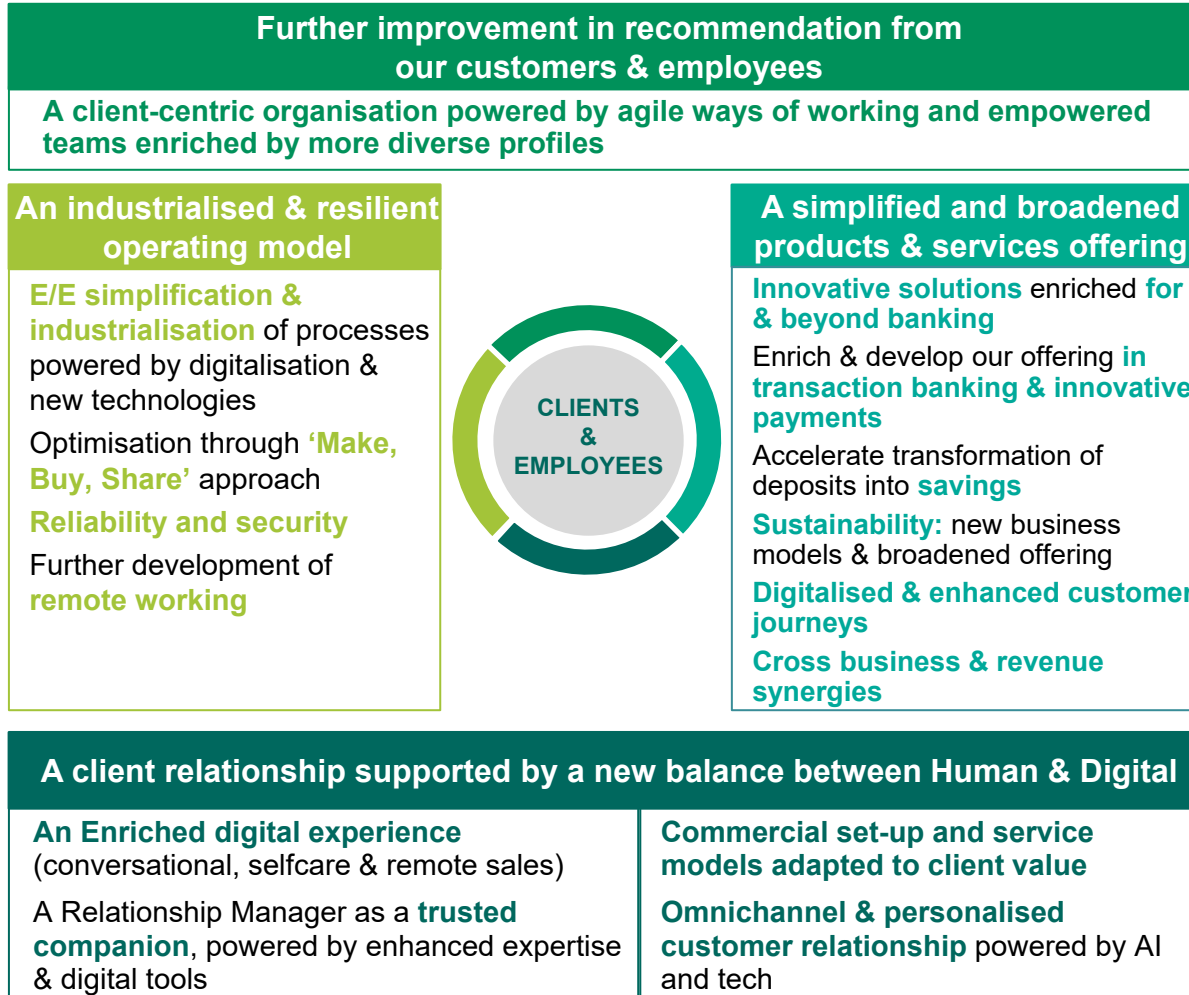 Further improvement in recommendation from
our customers & employees
A client-centric organisation powered by agile ways of working and empowered
teams enriched by more diverse profiles
An industrialised & resilient
operating model
E/E simplification &
industrialisation of processes
powered by digitalisation &
new technologies
Optimisation through ‘Make,
Buy, Share’ approach
Reliability and security
Further development of
remote working
CLIENTS
&
EMPLOYEES
A simplified and broadened
products & services offering
Innovative solutions enriched for
& beyond banking
Enrich & develop our offering in
transaction banking & innovative
payments
Accelerate transformation of
deposits into savings
Sustainability: new business
models & broadened offering
Digitalised & enhanced customer
journeys
Cross business & revenue
synergies
A client relationship supported by a new balance between Human & Digital
An Enriched digital experience
(conversational, selfcare & remote sales)
A Relationship Manager as a trusted
companion, powered by enhanced expertise
& digital tools
Commercial set-up and service
models adapted to client value
Omnichannel & personalised
customer relationship powered by AI
and tech